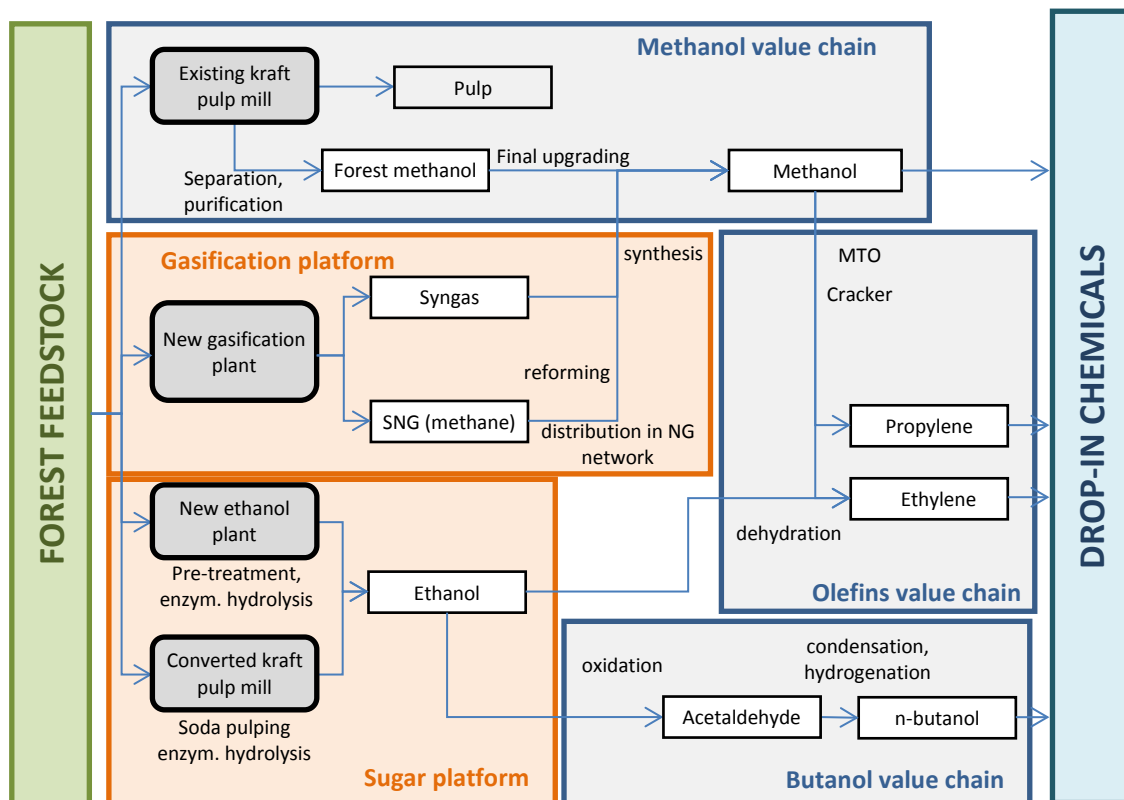 FOREST FEEDSTOCK
Methanol value chain
Existing kraft
pulp mill
Pulp
Separation,
purification
Forest methanol
Final upgrading
Methanol
Gasification platform
synthesis
New gasification
plant
Syngas
reforming
SNG (methane)
distribution in NG
network
MTO
Cracker
Propylene
Ethylene
dehydration
Olefins value chain
New ethanol
plant
Pre-treatment,
enzym. hydrolysis
Ethanol
Converted kraft
pulp mill
Soda pulping
enzym. hydrolysis
Sugar platform
oxidation
condensation,
hydrogenation
Acetaldehyde
n-butanol
Butanol value chain
DROP-IN CHEMICALS